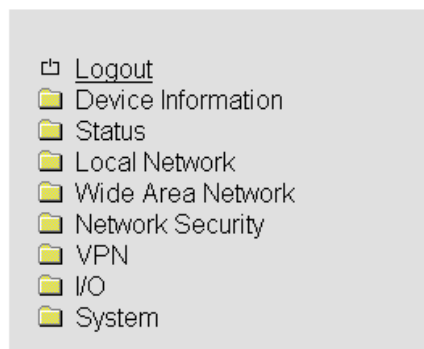 Logout
Device Information
Status
Local Network
Wide Area Network
Network Security
VPN
I/O
System